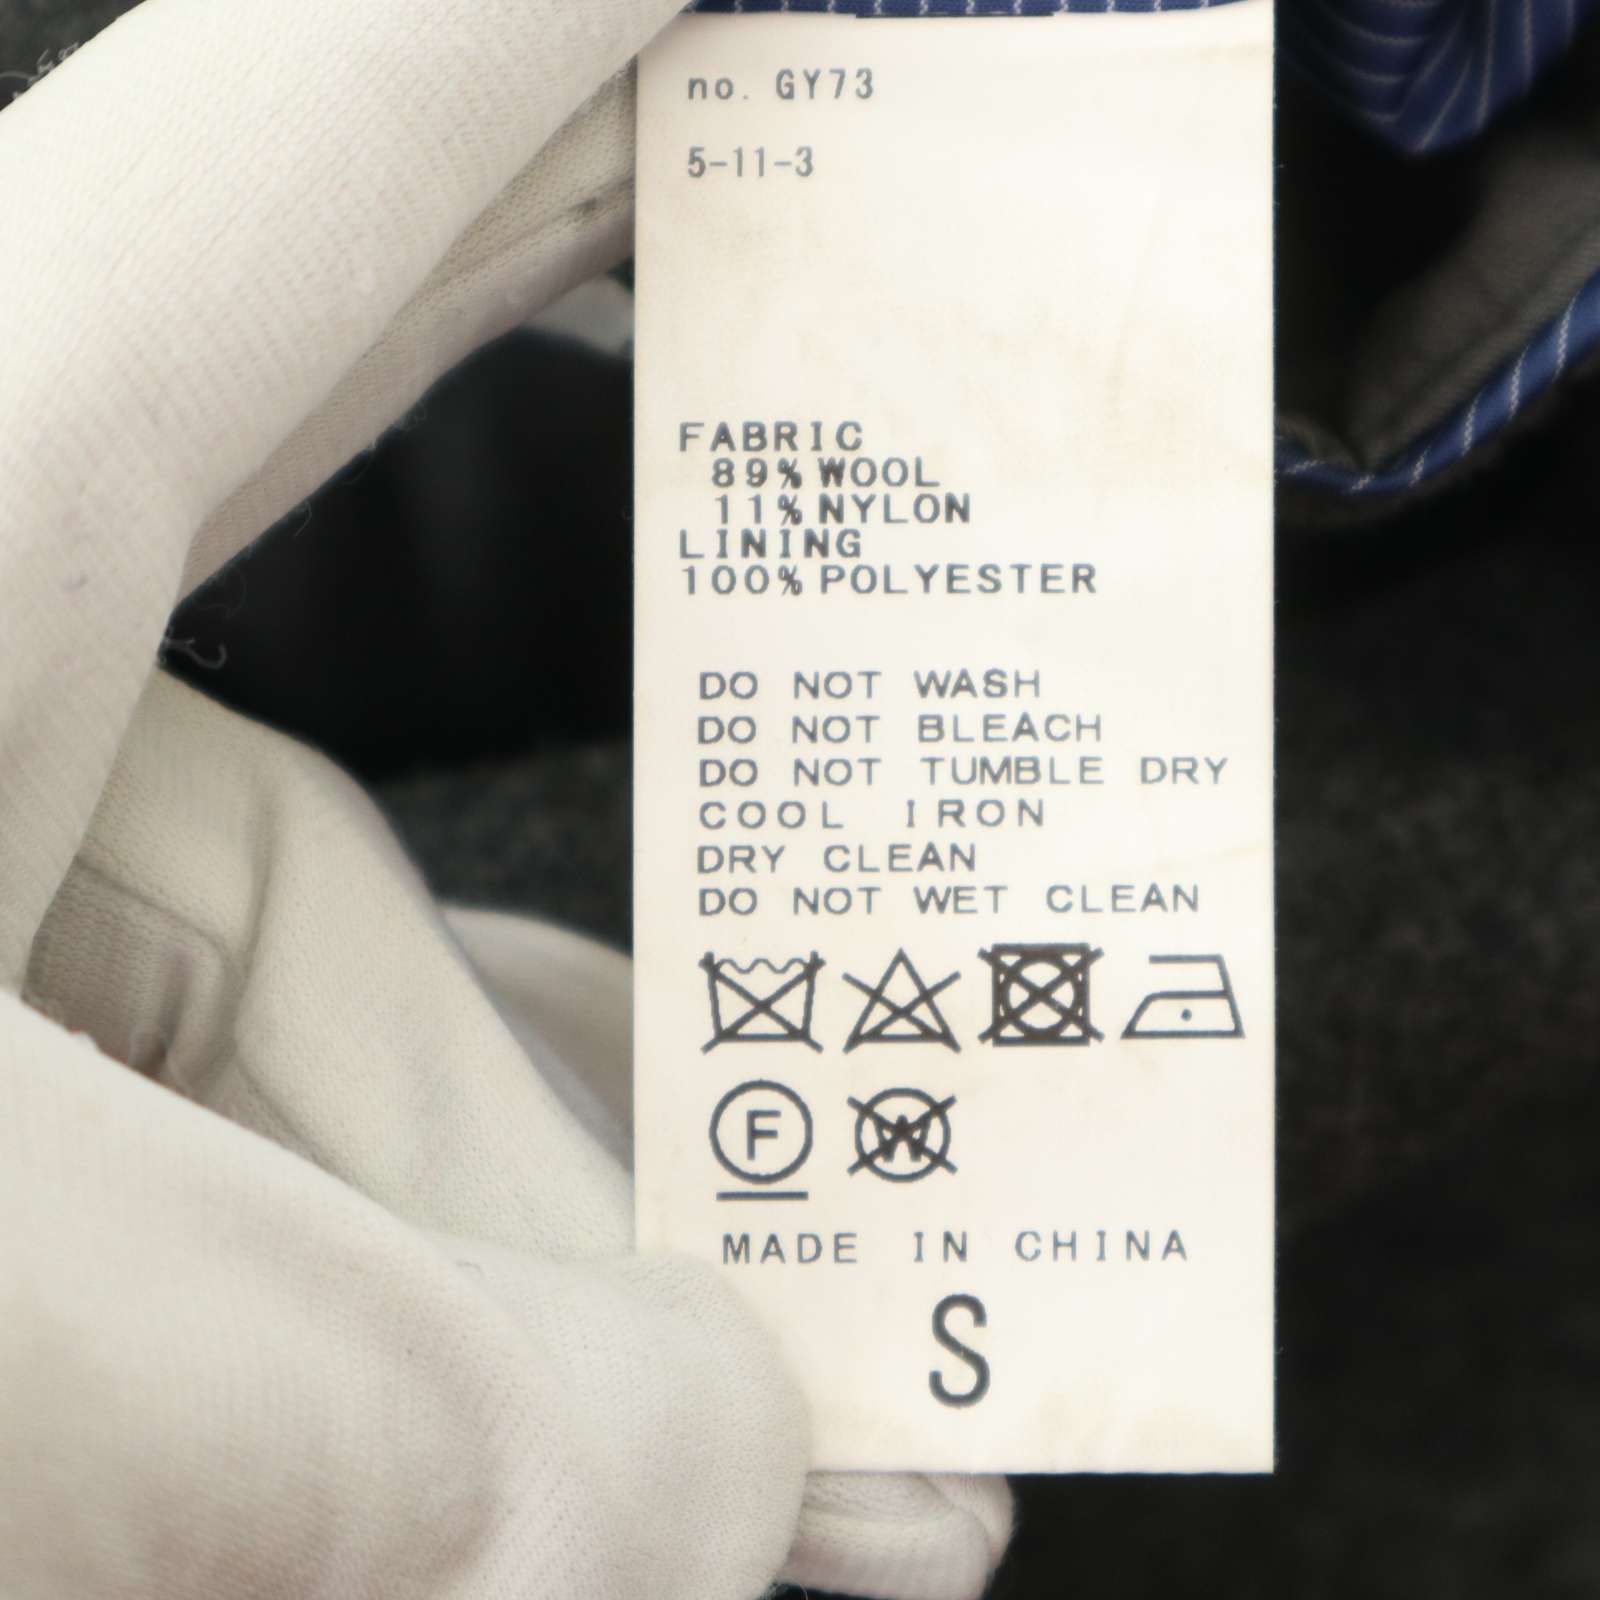 no. GY73
5-11-3
FABRIC
89% WOOL
11% NYLON
LINING
100% POLYESTER
DO NOT WASH
DO NOT BLEACH
DO NOT TUMBLE DRY
COOL IRON
DRY CLEAN
DO NOT WET CLEAN
F W
MADE IN CHINA
S